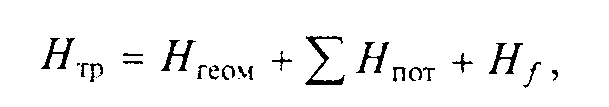 H_тр = H_геом + ∑ H_пот + H_f ,